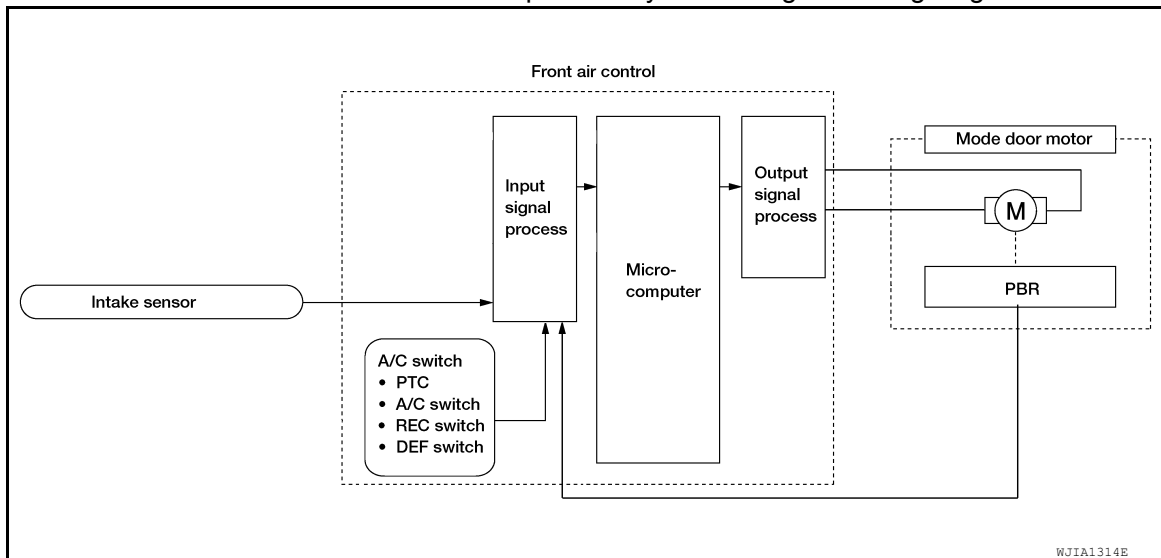 Front air control
Mode door motor
Input
signal
process
Output
signal
process
M
Micro-
computer
PBR
Intake sensor
A/C switch
• PTC
• A/C switch
• REC switch
• DEF switch
WJIA1314E